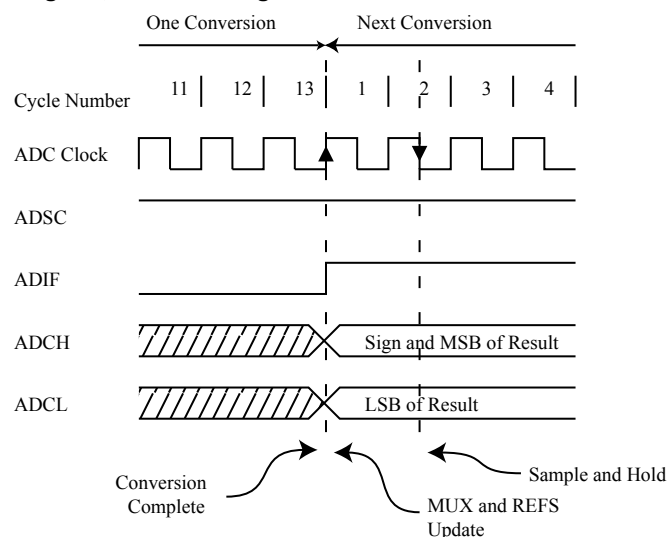 One Conversion Next Conversion
Cycle Number 11 12 13 1 2 3 4
ADC Clock
ADSC
ADIF
ADCH Sign and MSB of Result
ADCL LSB of Result
Conversion
Complete
MUX and REFS
Update
Sample and Hold